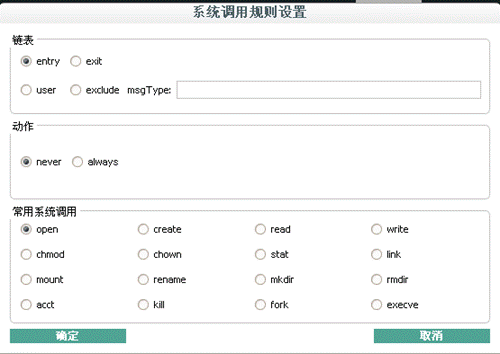 系统调用规则设置
链表
entry exit
user exclude msgType:
动作
never always
常用系统调用
open create read write
chmod chown stat link
mount rename mkdir rmdir
acct kill fork execve
确定 取消